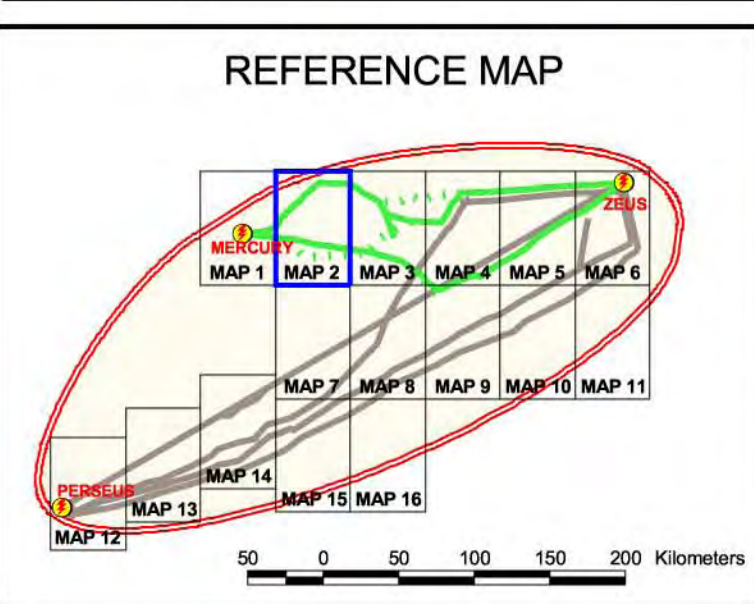 REFERENCE MAP
ZEUS
MERCURY
MAP 1
MAP 2
MAP 3
MAP 4
MAP 5
MAP 6
MAP 7
MAP 8
MAP 9
MAP 10
MAP 11
MAP 14
PERSEUS
MAP 13
MAP 15
MAP 16
MAP 12
50 0 50 100 150 200 Kilometers